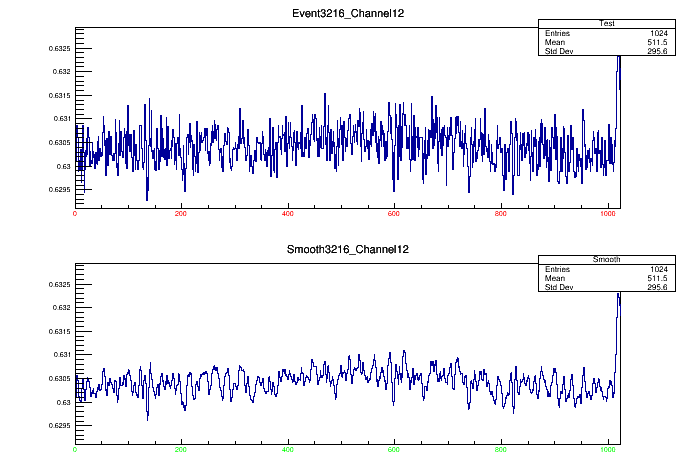 Event3216_Channel12
Test
Entries 1024
Mean 511.5
Std Dev 295.6
0.6325
0.632
0.6315
0.631
0.6305
0.63
0.6295
0 200 400 600 800 1000
Smooth3216_Channel12
Smooth
Entries 1024
Mean 511.5
Std Dev 295.6
0.6325
0.632
0.6315
0.631
0.6305
0.63
0.6295
0 200 400 600 800 1000